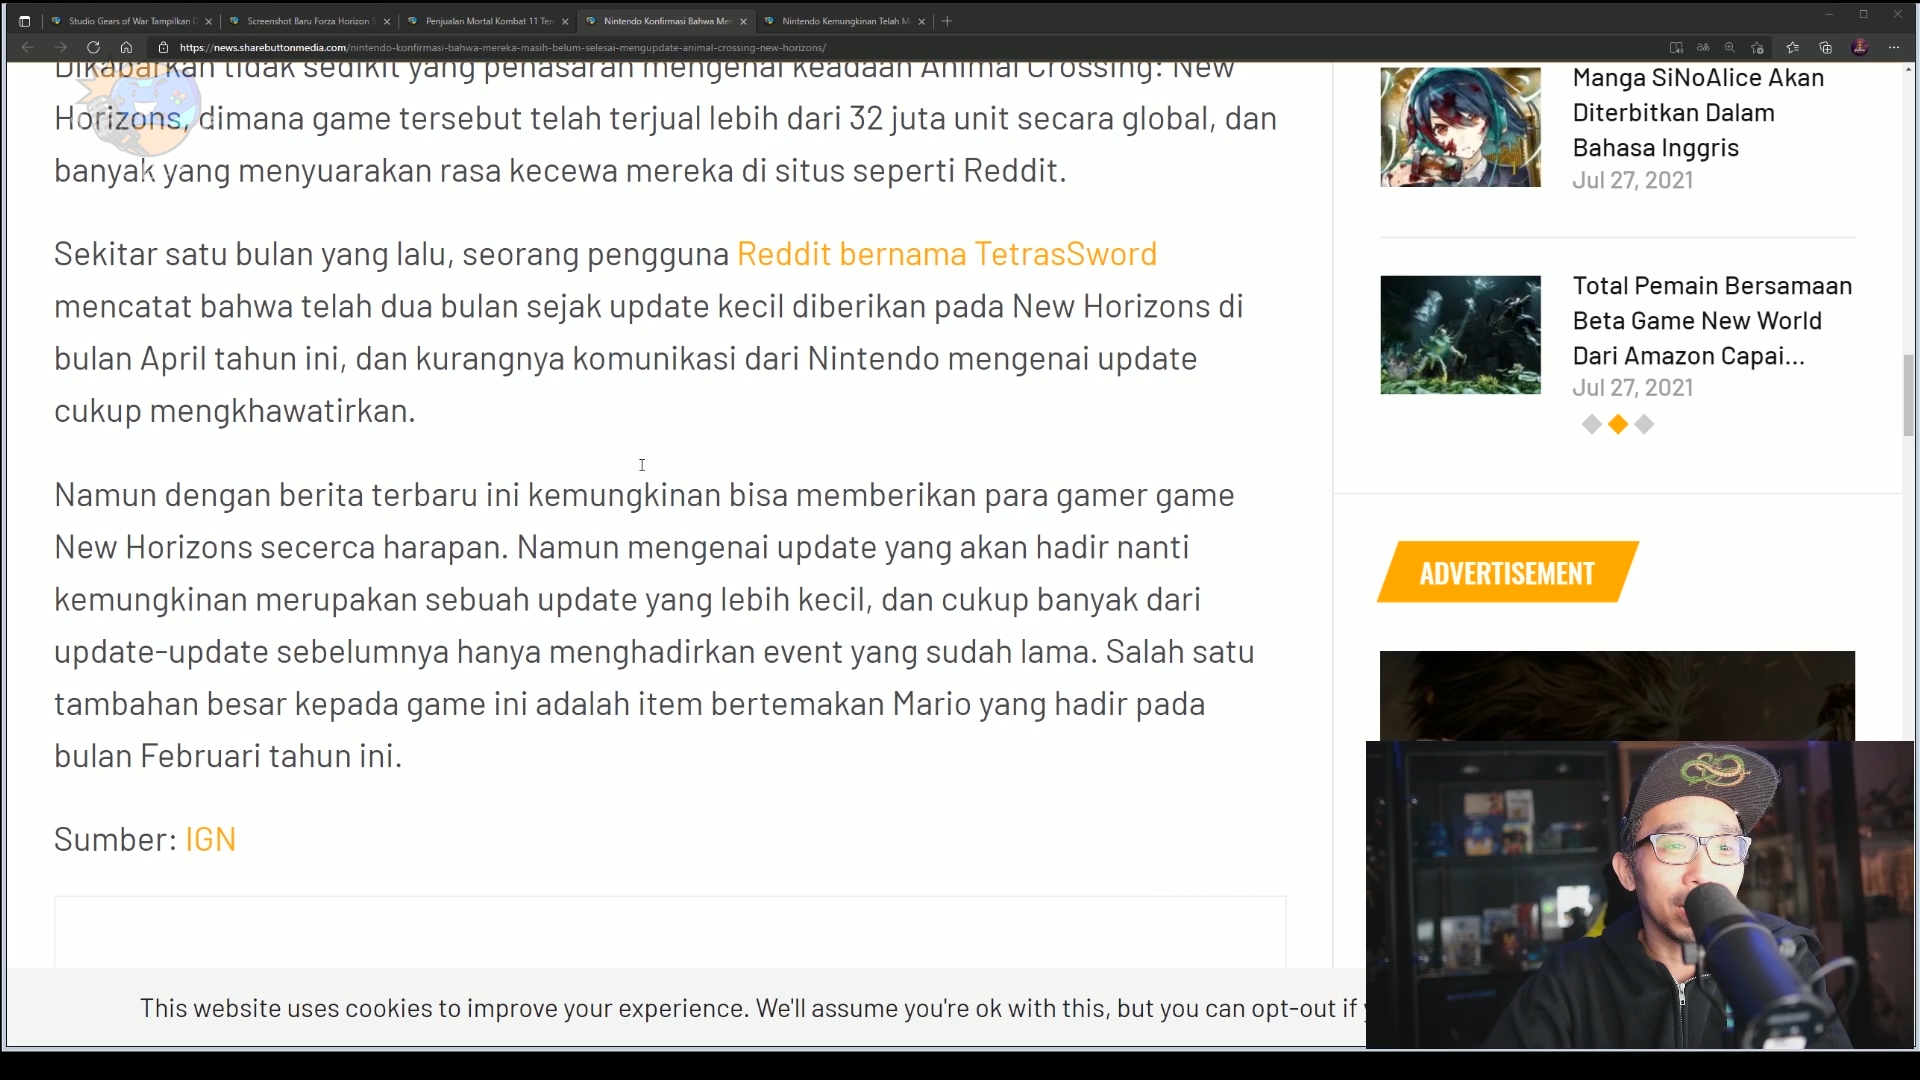 Studio Gears of War Tampilkan D
Screenshot Baru Forza Horizon 5
Penjualan Mortal Kombat 11 Tem
Nintendo Konfirmasi Bahwa Mer
Nintendo Kemungkinan Telah M
https://news.sharebuttonmedia.com/nintendo-konfirmasi-bahwa-mereka-masih-belum-selesai-mengupdate-animal-crossing-new-horizons/
Dikabarkan tidak sedikit yang penasaran mengenai keadaan Animal Crossing: New
Horizons, dimana game tersebut telah terjual lebih dari 32 juta unit secara global, dan
banyak yang menyuarakan rasa kecewa mereka di situs seperti Reddit.
Sekitar satu bulan yang lalu, seorang pengguna Reddit bernama TetrasSword
mencatat bahwa telah dua bulan sejak update kecil diberikan pada New Horizons di
bulan April tahun ini, dan kurangnya komunikasi dari Nintendo mengenai update
cukup mengkhawatirkan.
Namun dengan berita terbaru ini kemungkinan bisa memberikan para gamer game
New Horizons secerca harapan. Namun mengenai update yang akan hadir nanti
kemungkinan merupakan sebuah update yang lebih kecil, dan cukup banyak dari
update-update sebelumnya hanya menghadirkan event yang sudah lama. Salah satu
tambahan besar kepada game ini adalah item bertemakan Mario yang hadir pada
bulan Februari tahun ini.
Sumber: IGN
This website uses cookies to improve your experience. We'll assume you're ok with this, but you can opt-out if
Manga SiNoAlice Akan
Diterbitkan Dalam
Bahasa Inggris
Jul 27, 2021
Total Pemain Bersamaan
Beta Game New World
Dari Amazon Capai...
Jul 27, 2021
ADVERTISEMENT